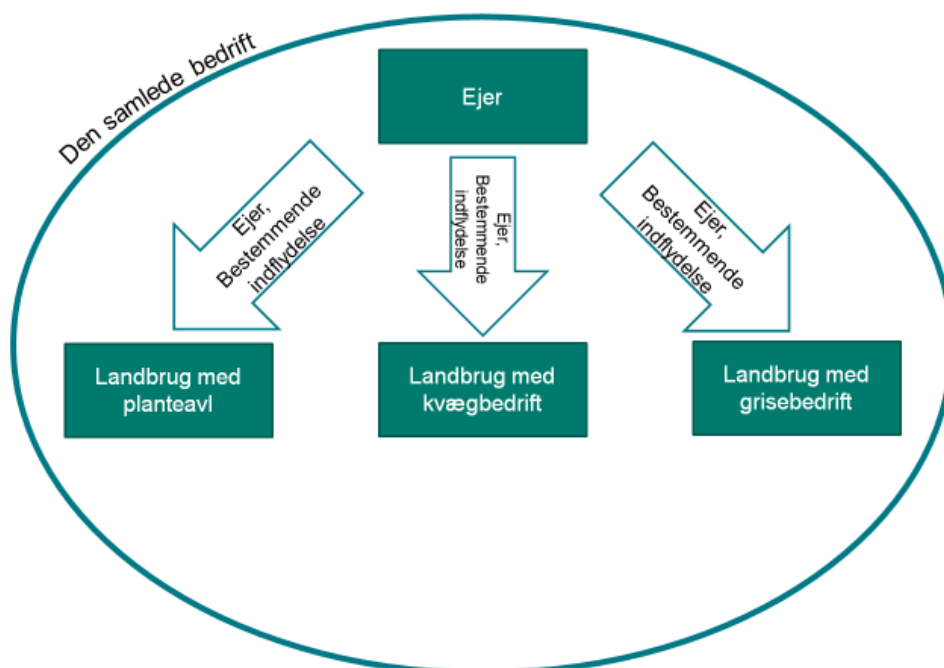 Den samlede bedrift
Ejer
Ejer,
Bestemmende
indflydelse
Ejer,
Bestemmende
indflydelse
Ejer,
Bestemmende
indflydelse
Landbrug med
planteavl
Landbrug med
kvægbedrift
Landbrug med
grisebedrift